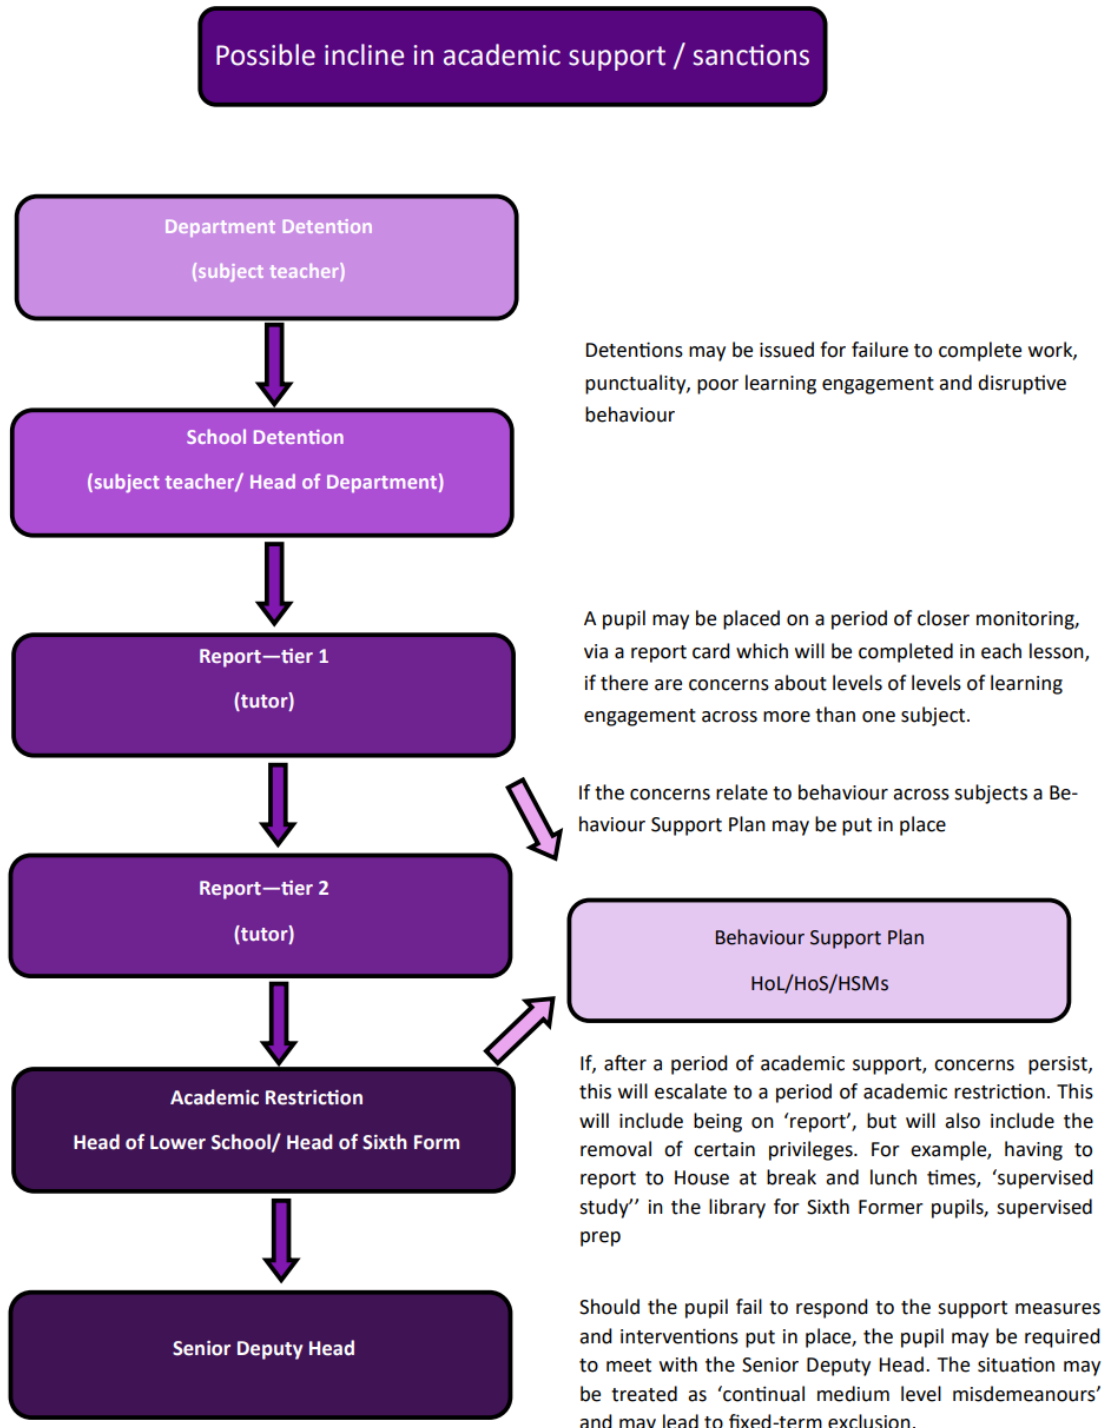 Possible incline in academic support / sanctions
Department Detention
(subject teacher)
Detentions may be issued for failure to complete work,
punctuality, poor learning engagement and disruptive
behaviour
School Detention
(subject teacher/ Head of Department)
A pupil may be placed on a period of closer monitoring,
via a report card which will be completed in each lesson,
if there are concerns about levels of levels of learning
engagement across more than one subject.
Report—tier 1
(tutor)
If the concerns relate to behaviour across subjects a Be-
haviour Support Plan may be put in place
Report—tier 2
(tutor)
Behaviour Support Plan
HoL/HoS/HSMs
Academic Restriction
Head of Lower School/ Head of Sixth Form
If, after a period of academic support, concerns persist,
this will escalate to a period of academic restriction. This
will include being on ‘report’, but will also include the
removal of certain privileges. For example, having to
report to House at break and lunch times, ‘supervised
study’’ in the library for Sixth Former pupils, supervised
prep
Senior Deputy Head
Should the pupil fail to respond to the support measures
and interventions put in place, the pupil may be required
to meet with the Senior Deputy Head. The situation may
be treated as ‘continual medium level misdemeanours’
and may lead to fixed-term exclusion.